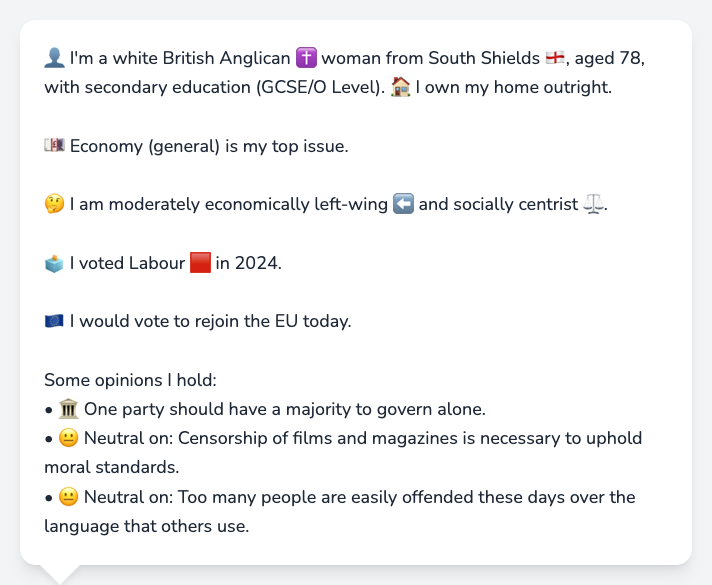 👤 I'm a white British Anglican ✝️ woman from South Shields 🏴󠁧󠁢󠁥󠁮󠁧󠁿, aged 78,
with secondary education (GCSE/O Level). 🏠 I own my home outright.
💷 Economy (general) is my top issue.
🤔 I am moderately economically left-wing ⬅️ and socially centrist ⚖️.
🗳️ I voted Labour 🟥 in 2024.
🇪🇺 I would vote to rejoin the EU today.
Some opinions I hold:
• 🏛️ One party should have a majority to govern alone.
• 😐 Neutral on: Censorship of films and magazines is necessary to uphold
moral standards.
• 😐 Neutral on: Too many people are easily offended these days over the
language that others use.